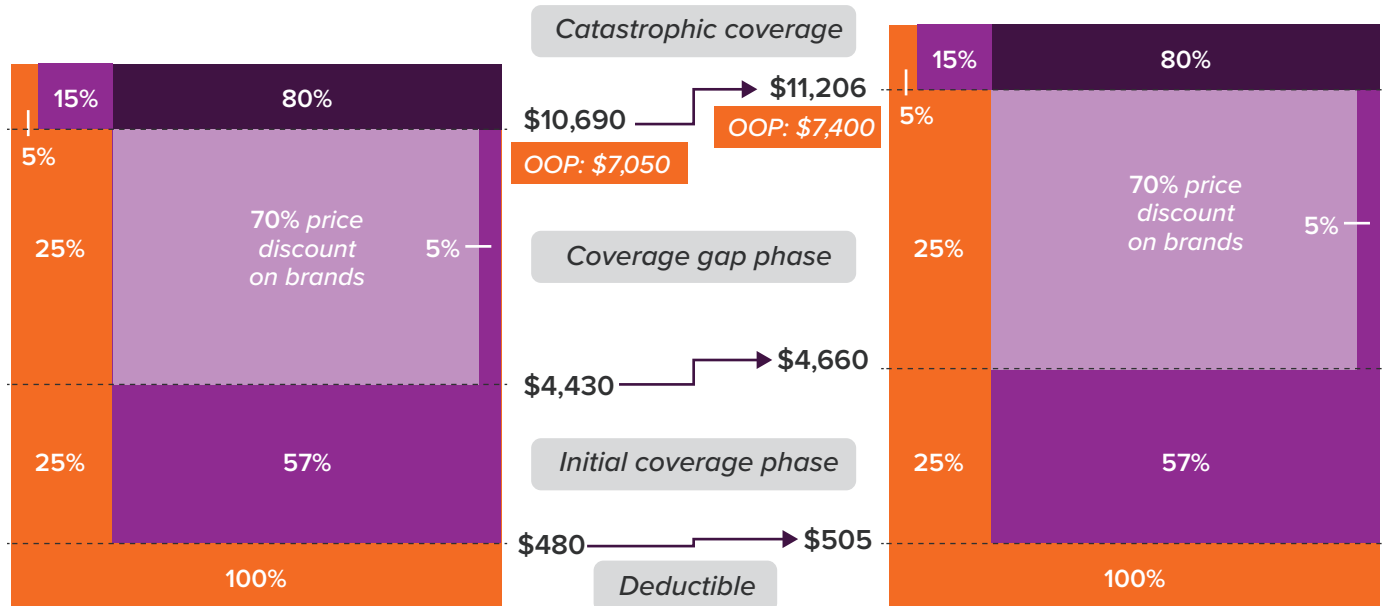 Catastrophic coverage
15%
80%
5%
$10,690
OOP: $7,050
$11,206
OOP: $7,400
15%
80%
5%
25%
70% price
discount
on brands
5%
Coverage gap phase
25%
70% price
discount
on brands
5%
$4,430
$4,660
25%
57%
Initial coverage phase
25%
57%
$480
$505
100%
Deductible
100%